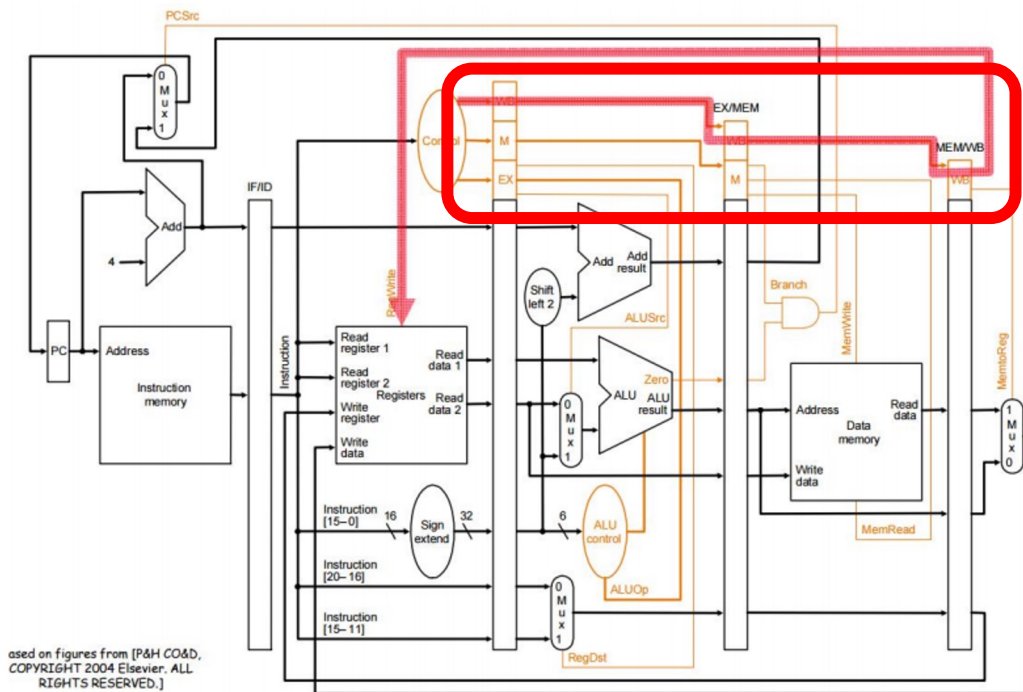 PCSrc
0
M
u
x
1
Control
WB
M
EX
EX/MEM
WB
M
MEM/WB
WB
IF/ID
Add
4
Add
Add
result
Shift
left 2
RegWrite
ALUSrc
Branch
MemWrite
MemtoReg
PC
Address
Instruction
memory
Instruction
Read
register 1
Read
register 2
Registers
Write
register
Write
data
Read
data 1
Read
data 2
0
M
u
x
1
Zero
ALU
ALU
result
Address
Read
data
Data
memory
Write
data
1
M
u
x
0
Instruction
[15–0]
16
Sign
extend
32
6
ALU
control
MemRead
Instruction
[20–16]
ALUOp
0
M
u
x
1
Instruction
[15–11]
RegDst
ased on figures from [P&H CO&D,
COPYRIGHT 2004 Elsevier. ALL
RIGHTS RESERVED.]